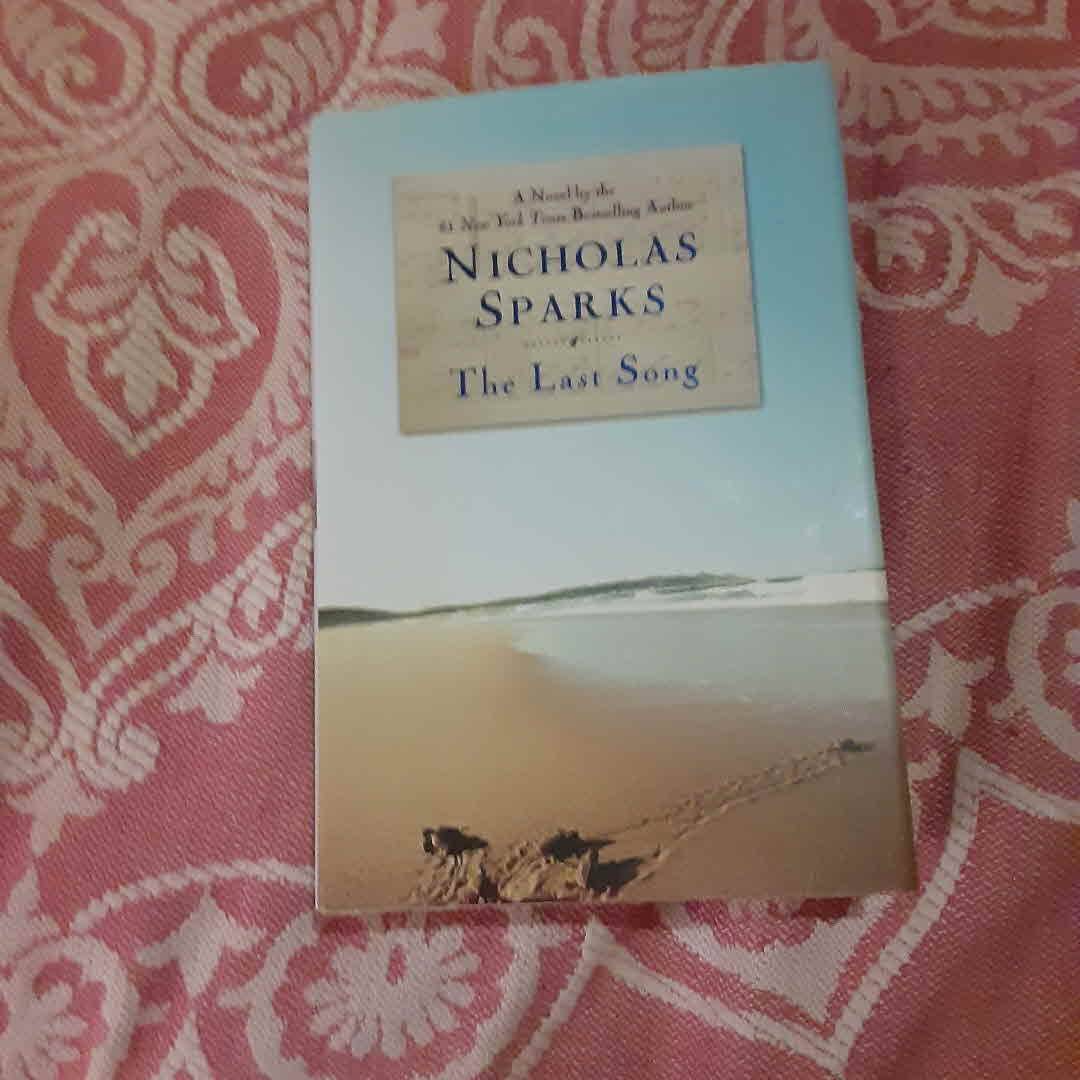 A Novel by the
#1 New York Times Bestselling Author
NICHOLAS
SPARKS
The Last Song